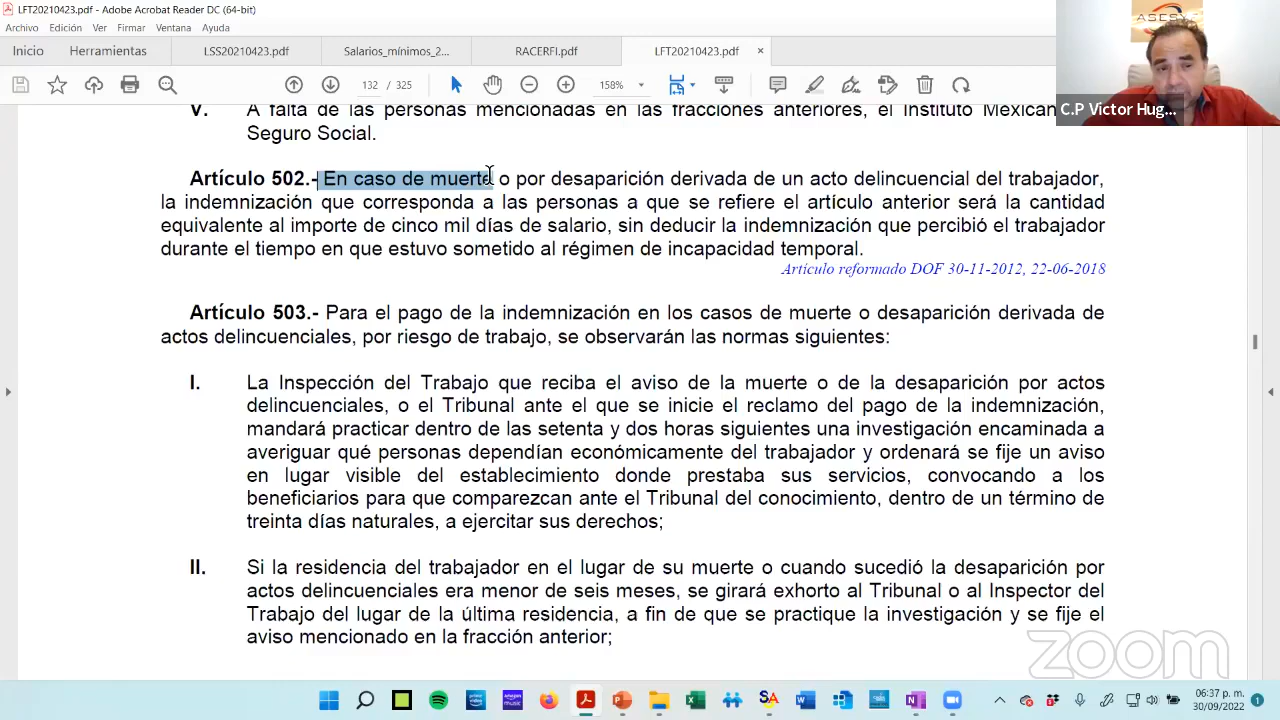 LFT20210423.pdf - Adobe Acrobat Reader DC (64-bit)
Archivo Edición Ver Firmar Ventana Ayuda
Inicio Herramientas LSS20210423.pdf Salarios_mínimos_2... RACERFI.pdf LFT20210423.pdf ×
132 / 325 158%
ASESYC
C.P Victor Hug...
V. A falta de las personas mencionadas en las fracciones anteriores, el Instituto Mexican
Seguro Social.
Artículo 502.- En caso de muerte o por desaparición derivada de un acto delincuencial del trabajador,
la indemnización que corresponda a las personas a que se refiere el artículo anterior será la cantidad
equivalente al importe de cinco mil días de salario, sin deducir la indemnización que percibió el trabajador
durante el tiempo en que estuvo sometido al régimen de incapacidad temporal.
Artículo reformado DOF 30-11-2012, 22-06-2018
Artículo 503.- Para el pago de la indemnización en los casos de muerte o desaparición derivada de
actos delincuenciales, por riesgo de trabajo, se observarán las normas siguientes:
I. La Inspección del Trabajo que reciba el aviso de la muerte o de la desaparición por actos
delincuenciales, o el Tribunal ante el que se inicie el reclamo del pago de la indemnización,
mandará practicar dentro de las setenta y dos horas siguientes una investigación encaminada a
averiguar qué personas dependían económicamente del trabajador y ordenará se fije un aviso
en lugar visible del establecimiento donde prestaba sus servicios, convocando a los
beneficiarios para que comparezcan ante el Tribunal del conocimiento, dentro de un término de
treinta días naturales, a ejercitar sus derechos;
II. Si la residencia del trabajador en el lugar de su muerte o cuando sucedió la desaparición por
actos delincuenciales era menor de seis meses, se girará exhorto al Tribunal o al Inspector del
Trabajo del lugar de la última residencia, a fin de que se practique la investigación y se fije el
aviso mencionado en la fracción anterior;
zoom
06:37 p. m.
30/09/2022